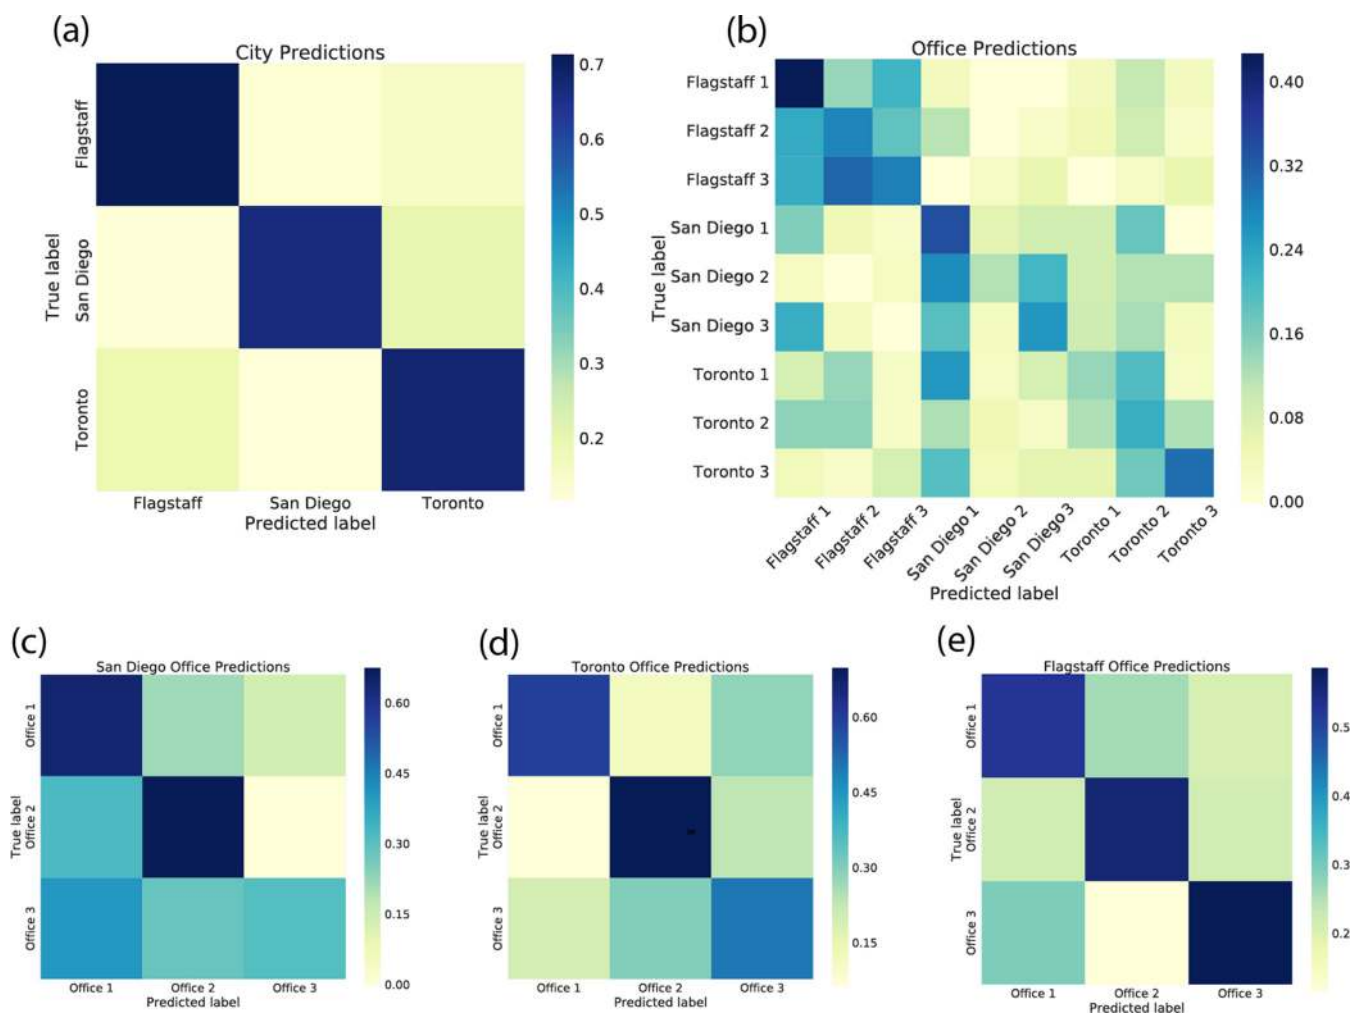 (a)
City Predictions
True label
Flagstaff
San Diego
Toronto
Flagstaff San Diego Toronto
Predicted label
0.7
0.6
0.5
0.4
0.3
0.2
(b)
Office Predictions
True label
Flagstaff 1
Flagstaff 2
Flagstaff 3
San Diego 1
San Diego 2
San Diego 3
Toronto 1
Toronto 2
Toronto 3
Flagstaff 1 Flagstaff 2 Flagstaff 3 San Diego 1 San Diego 2 San Diego 3 Toronto 1 Toronto 2 Toronto 3
Predicted label
0.40
0.32
0.24
0.16
0.08
0.00
(c)
San Diego Office Predictions
True label
Office 1
Office 2
Office 3
Office 1 Office 2 Office 3
Predicted label
0.60
0.45
0.30
0.15
0.00
(d)
Toronto Office Predictions
True label
Office 1
Office 2
Office 3
Office 1 Office 2 Office 3
Predicted label
0.60
0.45
0.30
0.15
(e)
Flagstaff Office Predictions
True label
Office 1
Office 2
Office 3
Office 1 Office 2 Office 3
Predicted label
0.5
0.4
0.3
0.2